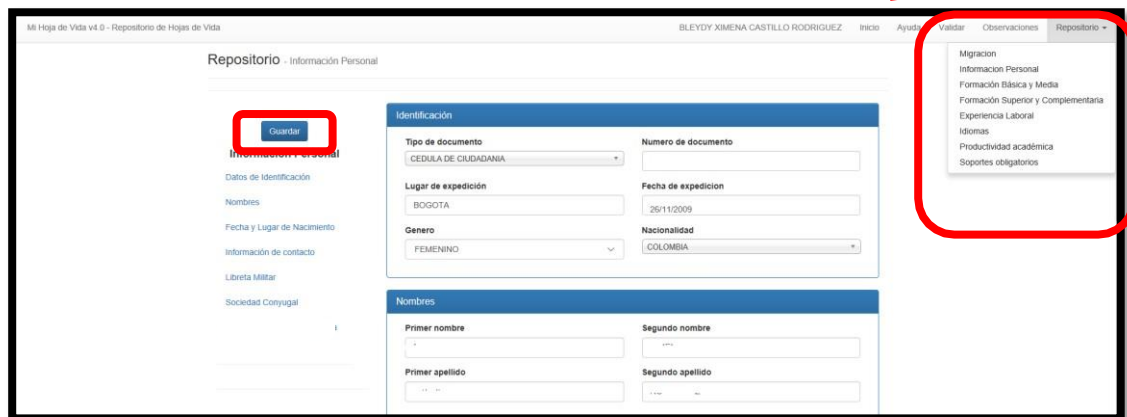 Mi Hoja de Vida v4.0 - Repositorio de Hojas de Vida BLEYDY XIMENA CASTILLO RODRIGUEZ Inicio Ayuda Validar Observaciones Repositorio
Migracion
Informacion Personal
Formación Básica y Media
Formación Superior y Complementaria
Experiencia Laboral
Idiomas
Productividad académica
Soportes obligatorios
Repositorio - Información Personal
Guardar
Información Personal
Datos de Identificación
Nombres
Fecha y Lugar de Nacimiento
Información de contacto
Libreta Militar
Sociedad Conyugal
Identificación
Tipo de documento Numero de documento
CEDULA DE CIUDADANIA
Lugar de expedición Fecha de expedicion
BOGOTA 26/11/2009
Genero Nacionalidad
FEMENINO COLOMBIA
Nombres
Primer nombre Segundo nombre
Primer apellido Segundo apellido